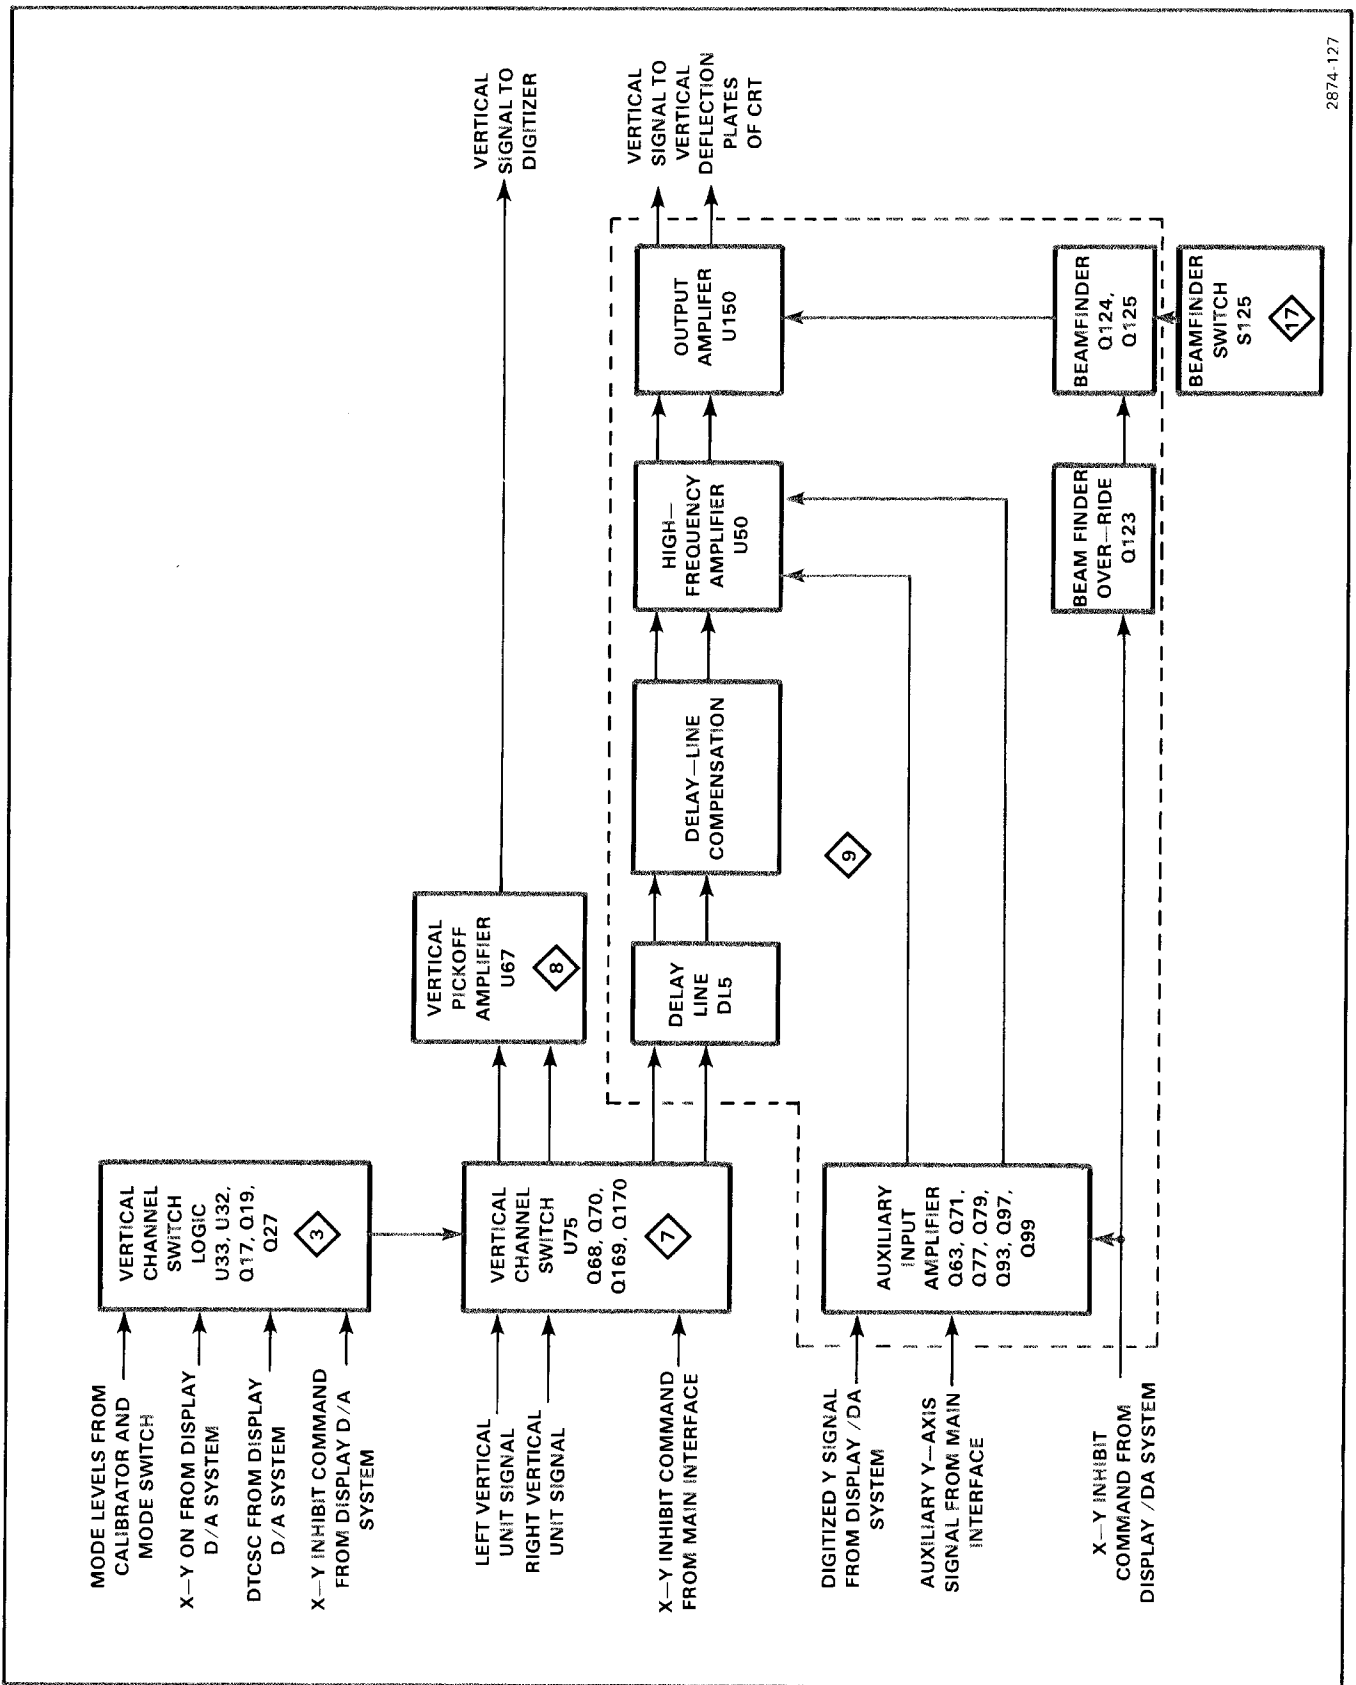 MODE LEVELS FROM
CALIBRATOR AND
MODE SWITCH
X—Y ON FROM DISPLAY
D/A SYSTEM
DTCSC FROM DISPLAY
D/A SYSTEM
X—Y INHIBIT COMMAND
FROM DISPLAY D/A
SYSTEM
VERTICAL
CHANNEL
SWITCH
LOGIC
U33, U32,
Q17, Q19,
Q27
3
LEFT VERTICAL
UNIT SIGNAL
RIGHT VERTICAL
UNIT SIGNAL
X—Y INHIBIT COMMAND
FROM MAIN INTERFACE
VERTICAL
CHANNEL
SWITCH
U75
Q68, Q70,
Q169, Q170
7
VERTICAL
PICKOFF
AMPLIFIER
U67
8
VERTICAL
SIGNAL TO
DIGITIZER
DELAY
LINE
DL5
DELAY—LINE
COMPENSATION
HIGH—
FREQUENCY
AMPLIFIER
U50
OUTPUT
AMPLIFER
U150
VERTICAL
SIGNAL TO
VERTICAL
DEFLECTION
PLATES
OF CRT
9
DIGITIZED Y SIGNAL
FROM DISPLAY /DA
SYSTEM
AUXILIARY Y—AXIS
SIGNAL FROM MAIN
INTERFACE
AUXILIARY
INPUT
AMPLIFIER
Q63, Q71,
Q77, Q79,
Q93, Q97,
Q99
X—Y INHIBIT
COMMAND FROM
DISPLAY /DA SYSTEM
BEAM FINDER
OVER—RIDE
Q123
BEAMFINDER
Q124,
Q125
BEAMFINDER
SWITCH
S125
17
2874-127